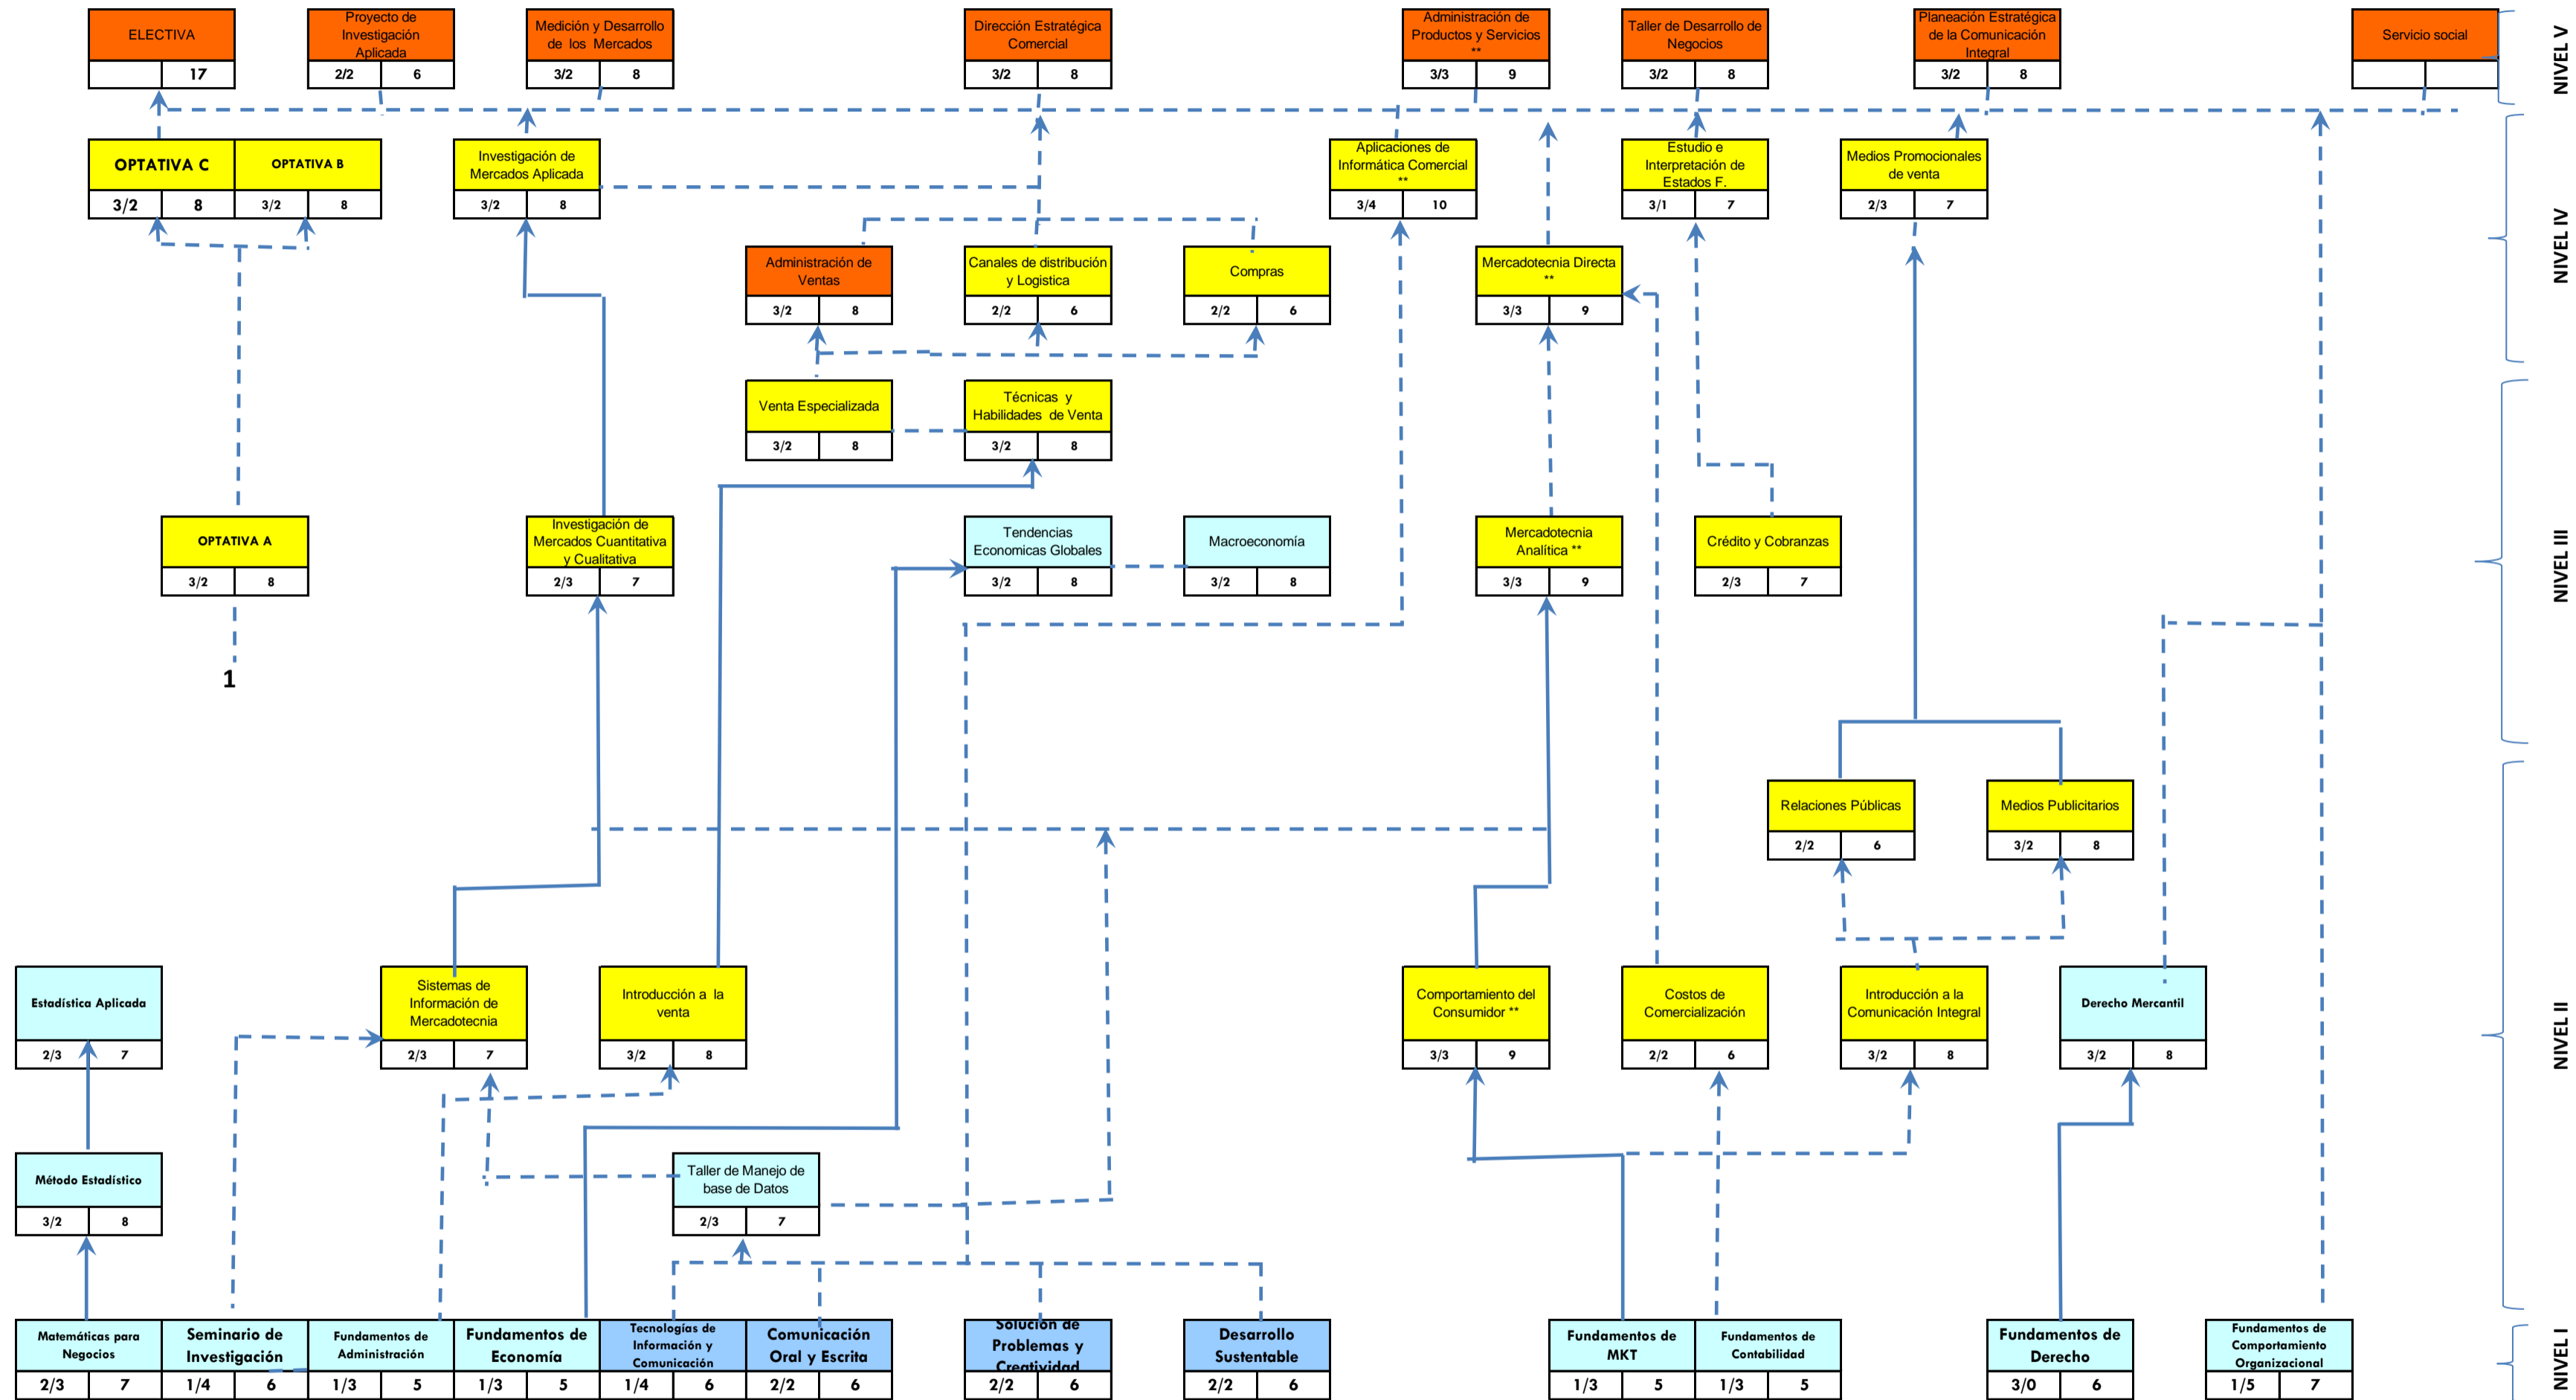 ELECTIVA
17
Proyecto de
Investigación
Aplicada
2/2 6
Medición y Desarrollo
de los Mercados
3/2 8
Dirección Estratégica
Comercial
3/2 8
Administración de
Productos y Servicios
**
3/3 9
Taller de Desarrollo de
Negocios
3/2 8
Planeación Estratégica
de la Comunicación
Integral
3/2 8
Servicio social
NIVEL V
OPTATIVA C
3/2 8
OPTATIVA B
3/2 8
Investigación de
Mercados Aplicada
3/2 8
Aplicaciones de
Informática Comercial
**
3/4 10
Estudio e
Interpretación de
Estados F.
3/1 7
Medios Promocionales
de venta
2/3 7
Administración de
Ventas
3/2 8
Canales de distribución
y Logistica
2/2 6
Compras
2/2 6
Mercadotecnia Directa
**
3/3 9
NIVEL IV
Venta Especializada
3/2 8
Técnicas y
Habilidades de Venta
3/2 8
OPTATIVA A
3/2 8
1
Investigación de
Mercados Cuantitativa
y Cualitativa
2/3 7
Tendencias
Economicas Globales
3/2 8
Macroeconomía
3/2 8
Mercadotecnia
Analítica **
3/3 9
Crédito y Cobranzas
2/3 7
NIVEL III
Relaciones Públicas
2/2 6
Medios Publicitarios
3/2 8
Estadística Aplicada
2/3 7
Sistemas de
Información de
Mercadotecnia
2/3 7
Introducción a la
venta
3/2 8
Comportamiento del
Consumidor **
3/3 9
Costos de
Comercialización
2/2 6
Introducción a la
Comunicación Integral
3/2 8
Derecho Mercantil
3/2 8
NIVEL II
Método Estadístico
3/2 8
Taller de Manejo de
base de Datos
2/3 7
Matemáticas para
Negocios
2/3 7
Seminario de
Investigación
1/4 6
Fundamentos de
Administración
1/3 5
Fundamentos de
Economía
1/3 5
Tecnologías de
Información y
Comunicación
1/4 6
Comunicación
Oral y Escrita
2/2 6
Solución de
Problemas y
Creatividad
2/2 6
Desarrollo
Sustentable
2/2 6
Fundamentos de
MKT
1/3 5
Fundamentos de
Contabilidad
1/3 5
Fundamentos de
Derecho
3/0 6
Fundamentos de
Comportamiento
Organizacional
1/5 7
NIVEL I